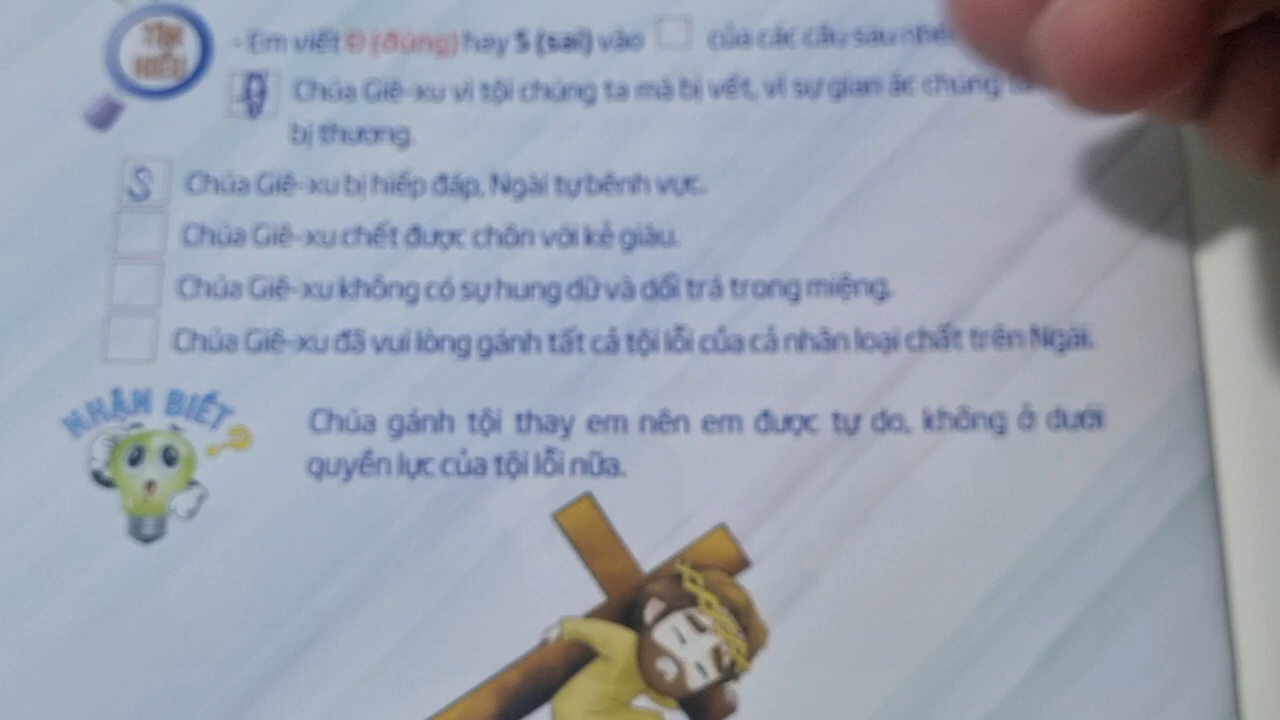 TÌM
HIỂU
- Em viết Đ (đúng) hay S (sai) vào của các câu sau
Đ Chúa Giê-xu vì tội chúng ta mà bị vết, vì sự gian ác chúng
bị thương.
S Chúa Giê-xu bị hiếp đáp, Ngài tự bênh vực.
Chúa Giê-xu chết được chôn với kẻ giàu.
Chúa Giê-xu không có sự hung dữ và dối trá trong miệng.
Chúa Giê-xu đã vui lòng gánh tất cả tội lỗi của cả nhân loại chất trên Ngài.
NHẬN BIẾT
Chúa gánh tội thay em nên em được tự do, không ở dưới
quyền lực của tội lỗi nữa.